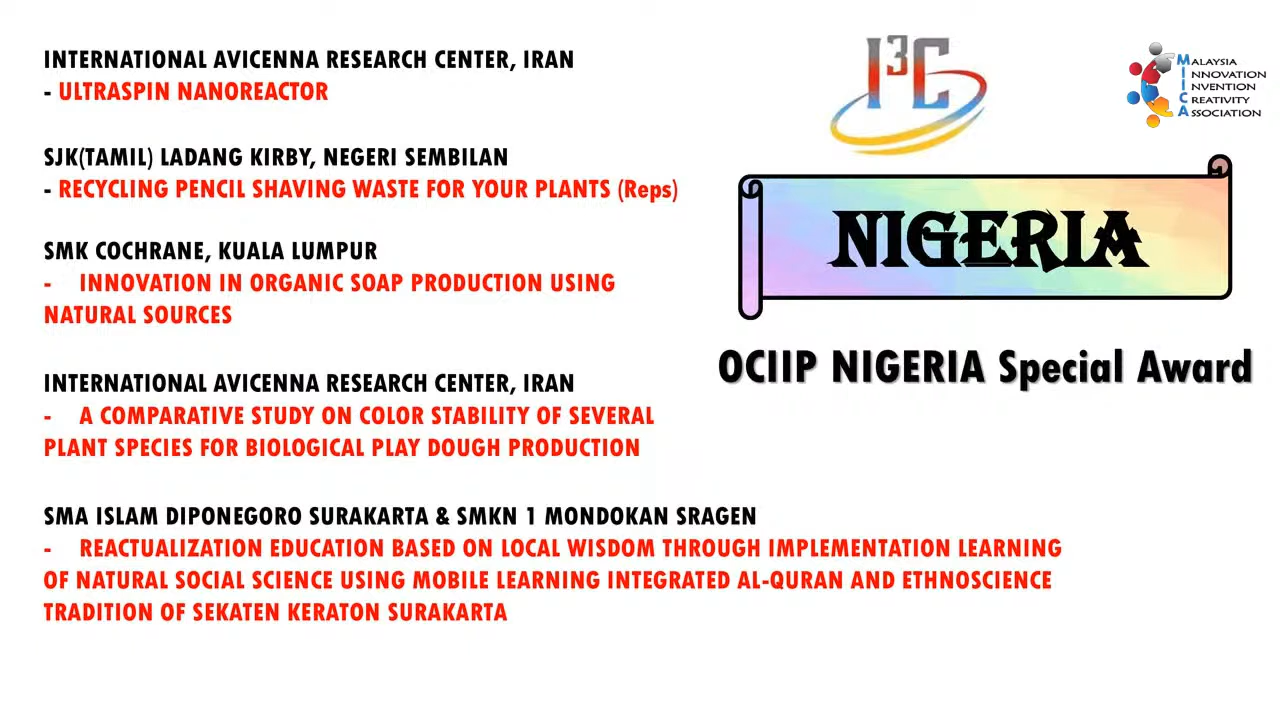 INTERNATIONAL AVICENNA RESEARCH CENTER, IRAN
- ULTRASPIN NANOREACTOR
SJK(TAMIL) LADANG KIRBY, NEGERI SEMBILAN
- RECYCLING PENCIL SHAVING WASTE FOR YOUR PLANTS (Reps)
SMK COCHRANE, KUALA LUMPUR
- INNOVATION IN ORGANIC SOAP PRODUCTION USING
NATURAL SOURCES
INTERNATIONAL AVICENNA RESEARCH CENTER, IRAN
- A COMPARATIVE STUDY ON COLOR STABILITY OF SEVERAL
PLANT SPECIES FOR BIOLOGICAL PLAY DOUGH PRODUCTION
SMA ISLAM DIPONEGORO SURAKARTA & SMKN 1 MONDOKAN SRAGEN
- REACTUALIZATION EDUCATION BASED ON LOCAL WISDOM THROUGH IMPLEMENTATION LEARNING
OF NATURAL SOCIAL SCIENCE USING MOBILE LEARNING INTEGRATED AL-QURAN AND ETHNOSCIENCE
TRADITION OF SEKATEN KERATON SURAKARTA
I3C
MALAYSIA
INNOVATION
INVENTION
CREATIVITY
ASSOCIATION
NIGERIA
OCIIP NIGERIA Special Award